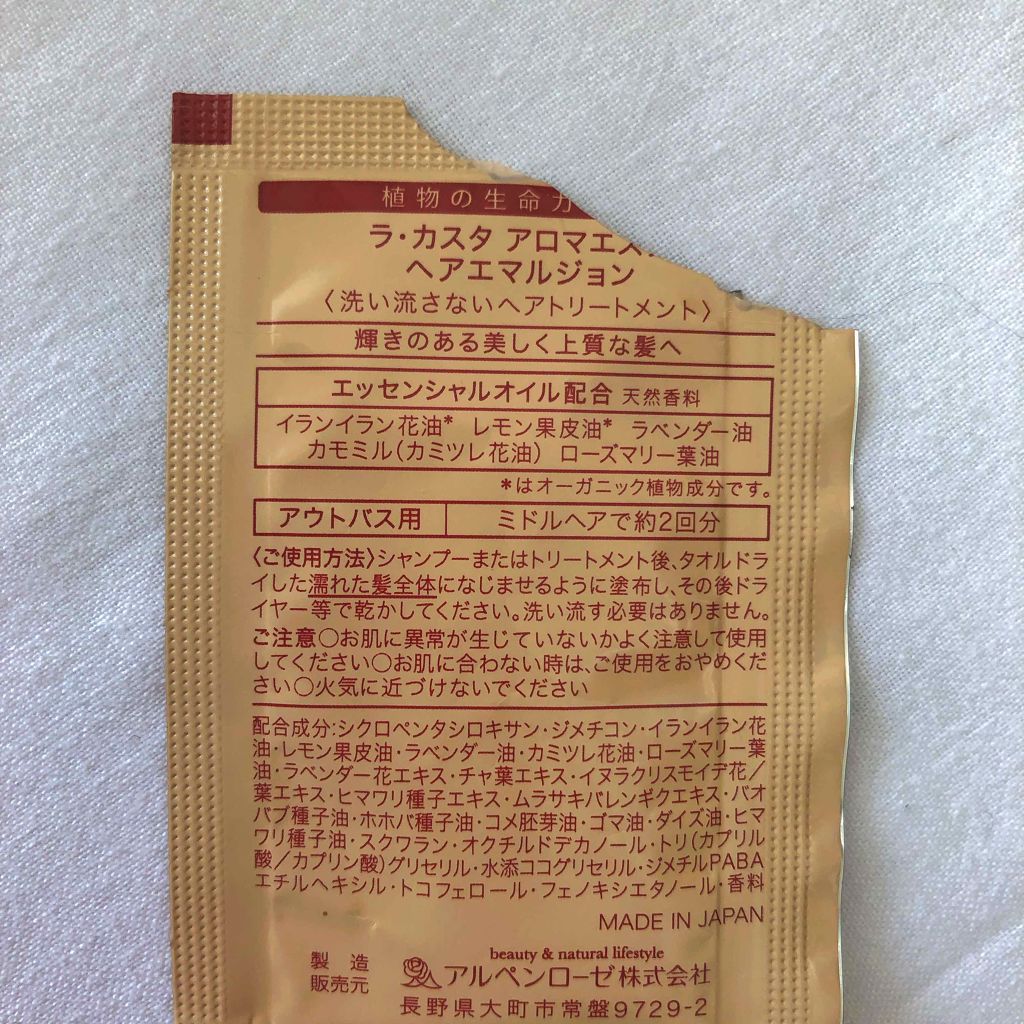 植物の生命力
ラ・カスタ アロマエス
ヘアエマルジョン
〈洗い流さないヘアトリートメント〉
輝きのある美しく上質な髪へ
エッセンシャルオイル配合 天然香料
イランイラン花油* レモン果皮油* ラベンダー油
カモミル(カミツレ花油) ローズマリー葉油
*はオーガニック植物成分です。
アウトバス用 ミドルヘアで約2回分
〈ご使用方法〉シャンプーまたはトリートメント後、タオルドラ
イした濡れた髪全体になじませるように塗布し、その後ドラ
イヤー等で乾かしてください。洗い流す必要はありません。
ご注意○お肌に異常が生じていないかよく注意して使用
してください○お肌に合わない時は、ご使用をおやめくだ
さい○火気に近づけないでください
配合成分:シクロペンタシロキサン・ジメチコン・イランイラン花
油・レモン果皮油・ラベンダー油・カミツレ花油・ローズマリー葉
油・ラベンダー花エキス・チャ葉エキス・イヌラクリスモイデ花/
葉エキス・ヒマワリ種子エキス・ムラサキバレンギクエキス・バオ
バブ種子油・ホホバ種子油・コメ胚芽油・ゴマ油・ダイズ油・ヒマ
ワリ種子油・スクワラン・オクチルドデカノール・トリ(カプリル
酸/カプリン酸)グリセリル・水添ココグリセリル・ジメチルPABA
エチルヘキシル・トコフェロール・フェノキシエタノール・香料
MADE IN JAPAN
beauty & natural lifestyle
製造
販売元
アルペンローゼ株式会社
長野県大町市常盤9729-2